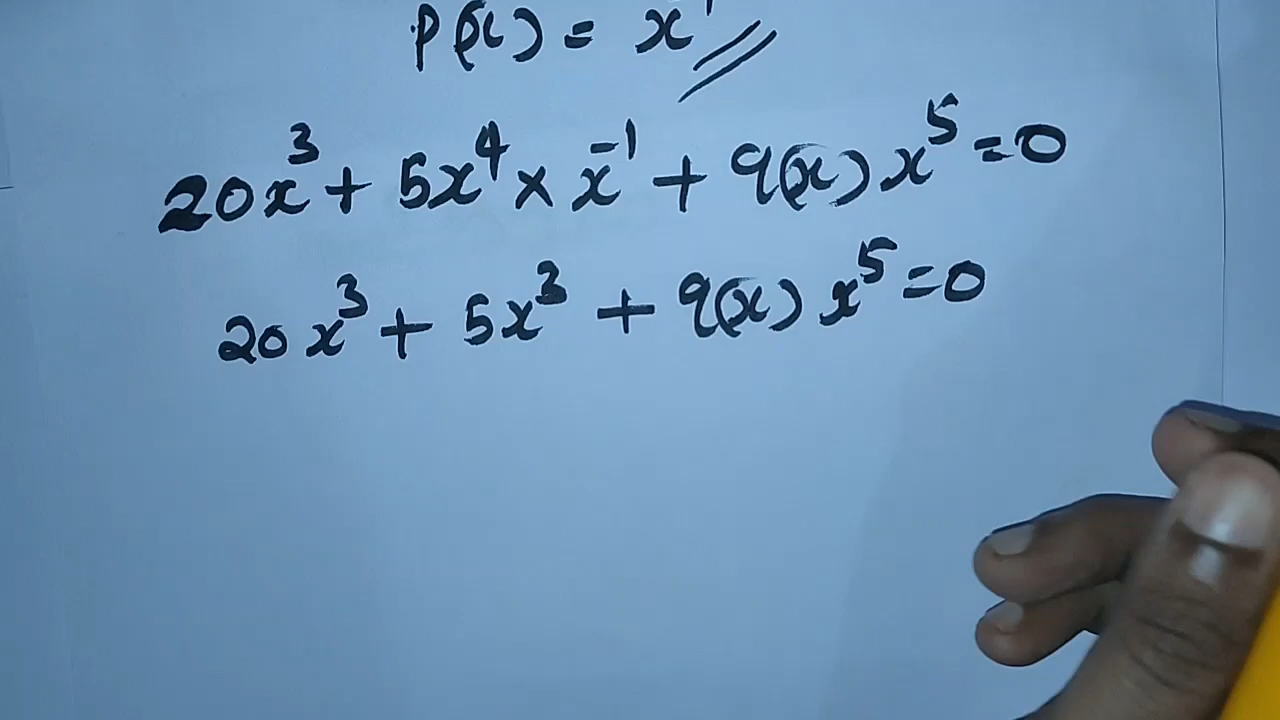 p(x) = x⁻¹
20x³ + 5x⁴ × x⁻¹ + q(x) x⁵ = 0
20x³ + 5x³ + q(x) x⁵ = 0